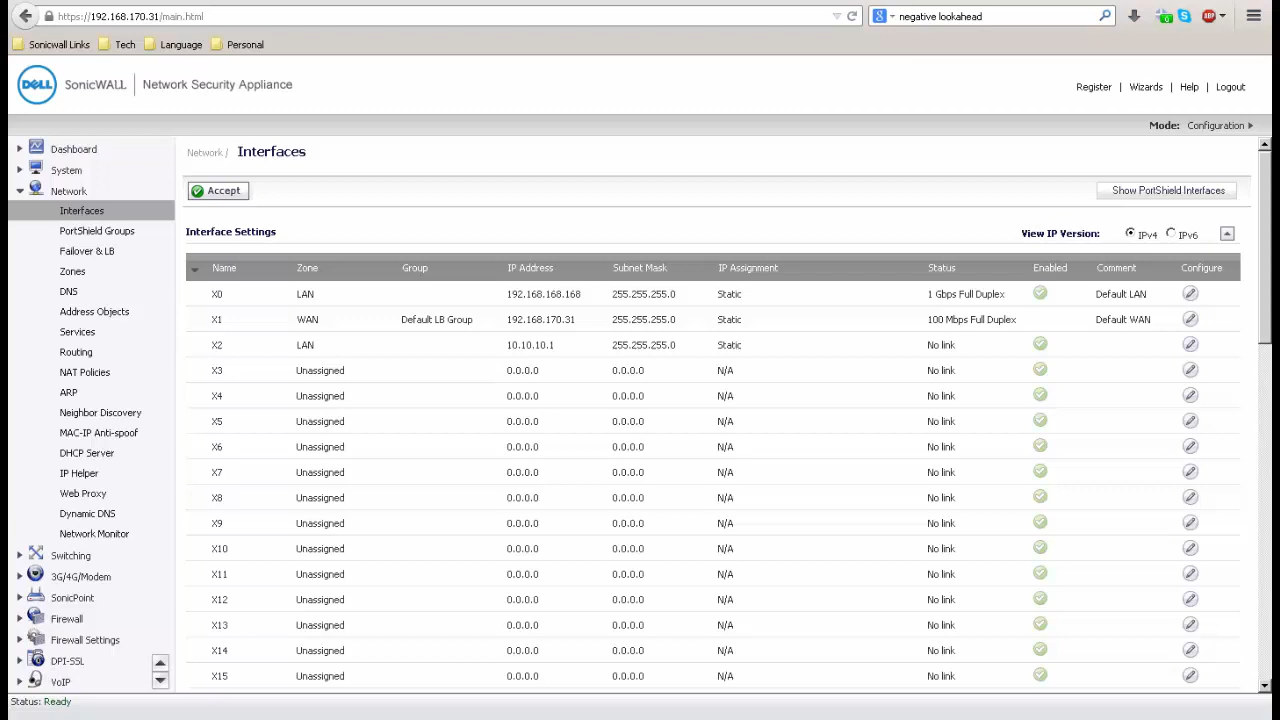 https://192.168.170.31/main.html
negative lookahead
Sonicwall Links Tech Language Personal
DELL SonicWALL Network Security Appliance
Register | Wizards | Help | Logout
Mode: Configuration
Dashboard
System
Network
Interfaces
PortShield Groups
Failover & LB
Zones
DNS
Address Objects
Services
Routing
NAT Policies
ARP
Neighbor Discovery
MAC-IP Anti-spoof
DHCP Server
IP Helper
Web Proxy
Dynamic DNS
Network Monitor
Switching
3G/4G/Modem
SonicPoint
Firewall
Firewall Settings
DPI-SSL
VoIP
Network / Interfaces
Accept
Show PortShield Interfaces
Interface Settings
View IP Version: IPv4 IPv6
Name Zone Group IP Address Subnet Mask IP Assignment Status Enabled Comment Configure
X0 LAN 192.168.168.168 255.255.255.0 Static 1 Gbps Full Duplex Default LAN
X1 WAN Default LB Group 192.168.170.31 255.255.255.0 Static 100 Mbps Full Duplex Default WAN
X2 LAN 10.10.10.1 255.255.255.0 Static No link
X3 Unassigned 0.0.0.0 0.0.0.0 N/A No link
X4 Unassigned 0.0.0.0 0.0.0.0 N/A No link
X5 Unassigned 0.0.0.0 0.0.0.0 N/A No link
X6 Unassigned 0.0.0.0 0.0.0.0 N/A No link
X7 Unassigned 0.0.0.0 0.0.0.0 N/A No link
X8 Unassigned 0.0.0.0 0.0.0.0 N/A No link
X9 Unassigned 0.0.0.0 0.0.0.0 N/A No link
X10 Unassigned 0.0.0.0 0.0.0.0 N/A No link
X11 Unassigned 0.0.0.0 0.0.0.0 N/A No link
X12 Unassigned 0.0.0.0 0.0.0.0 N/A No link
X13 Unassigned 0.0.0.0 0.0.0.0 N/A No link
X14 Unassigned 0.0.0.0 0.0.0.0 N/A No link
X15 Unassigned 0.0.0.0 0.0.0.0 N/A No link
Status: Ready